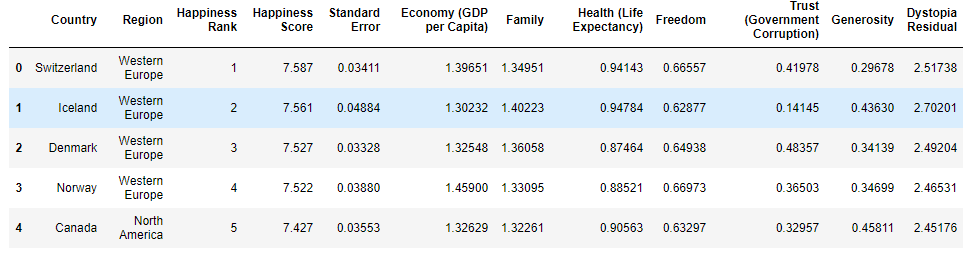 Country Region Happiness Rank Happiness Score Standard Error Economy (GDP per Capita) Family Health (Life Expectancy) Freedom Trust (Government Corruption) Generosity Dystopia Residual
0 Switzerland Western Europe 1 7.587 0.03411 1.39651 1.34951 0.94143 0.66557 0.41978 0.29678 2.51738
1 Iceland Western Europe 2 7.561 0.04884 1.30232 1.40223 0.94784 0.62877 0.14145 0.43630 2.70201
2 Denmark Western Europe 3 7.527 0.03328 1.32548 1.36058 0.87464 0.64938 0.48357 0.34139 2.49204
3 Norway Western Europe 4 7.522 0.03880 1.45900 1.33095 0.88521 0.66973 0.36503 0.34699 2.46531
4 Canada North America 5 7.427 0.03553 1.32629 1.32261 0.90563 0.63297 0.32957 0.45811 2.45176